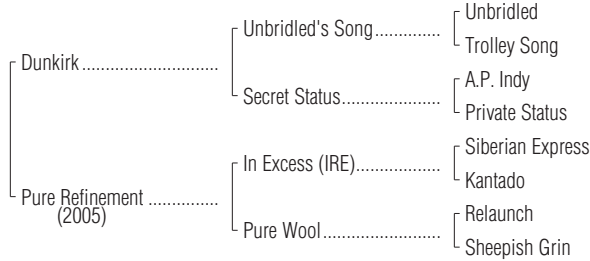 Unbridled
Unbridled's Song..............
Trolley Song
Dunkirk.............................
A.P. Indy
Secret Status.....................
Private Status
Siberian Express
In Excess (IRE)..................
Kantado
Pure Refinement ...............
(2005)
Relaunch
Pure Wool.........................
Sheepish Grin